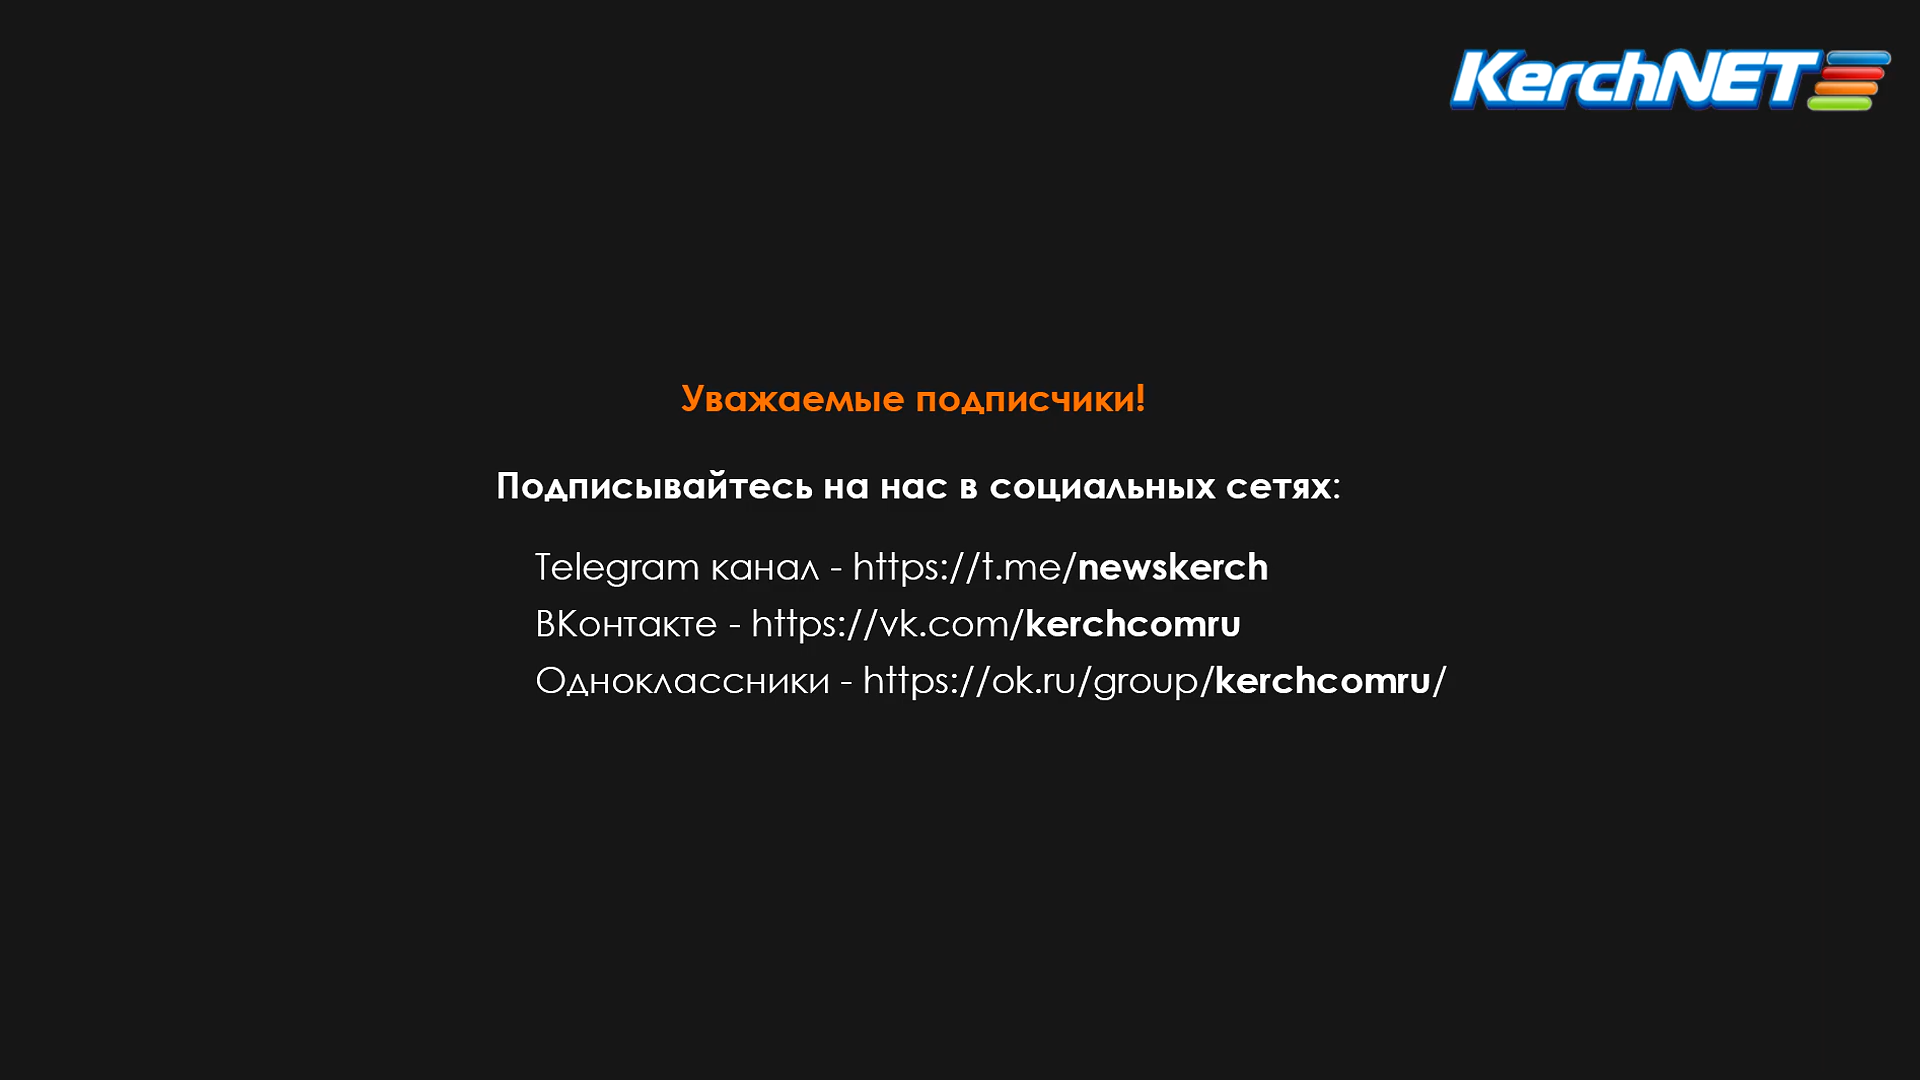 KerchNET
Уважаемые подписчики!
Подписывайтесь на нас в социальных сетях:
Telegram канал - https://t.me/newskerch
ВКонтакте - https://vk.com/kerchcomru
Одноклассники - https://ok.ru/group/kerchcomru/